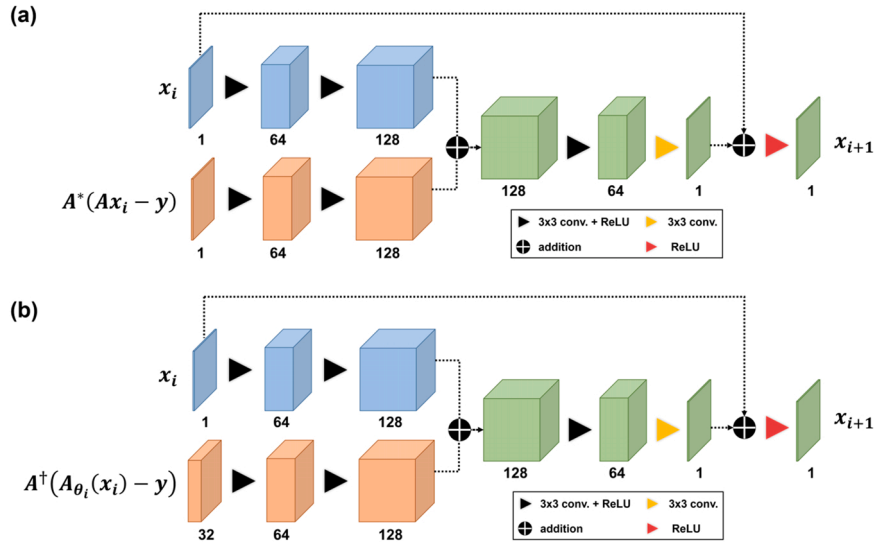 (a)
x_i
1
64
128
A*(Ax_i − y)
1
64
128
128
64
1
1
x_{i+1}
3x3 conv. + ReLU
3x3 conv.
addition
ReLU
(b)
x_i
1
64
128
A†(A_{θ_i}(x_i) − y)
32
64
128
128
64
1
1
x_{i+1}
3x3 conv. + ReLU
3x3 conv.
addition
ReLU